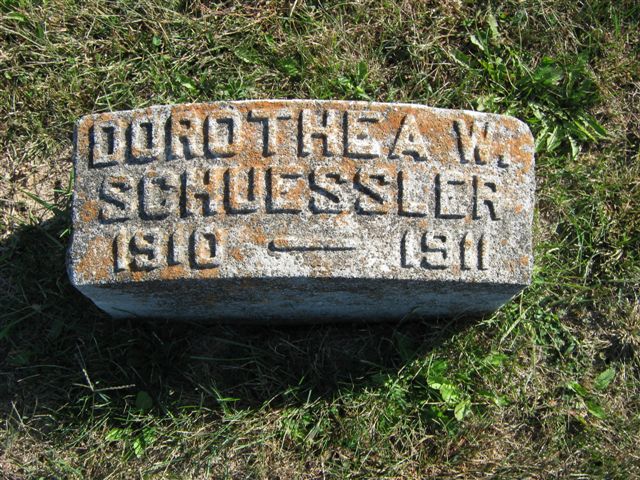 DOROTHEA W.
SCHUESSLER
1910 — 1911